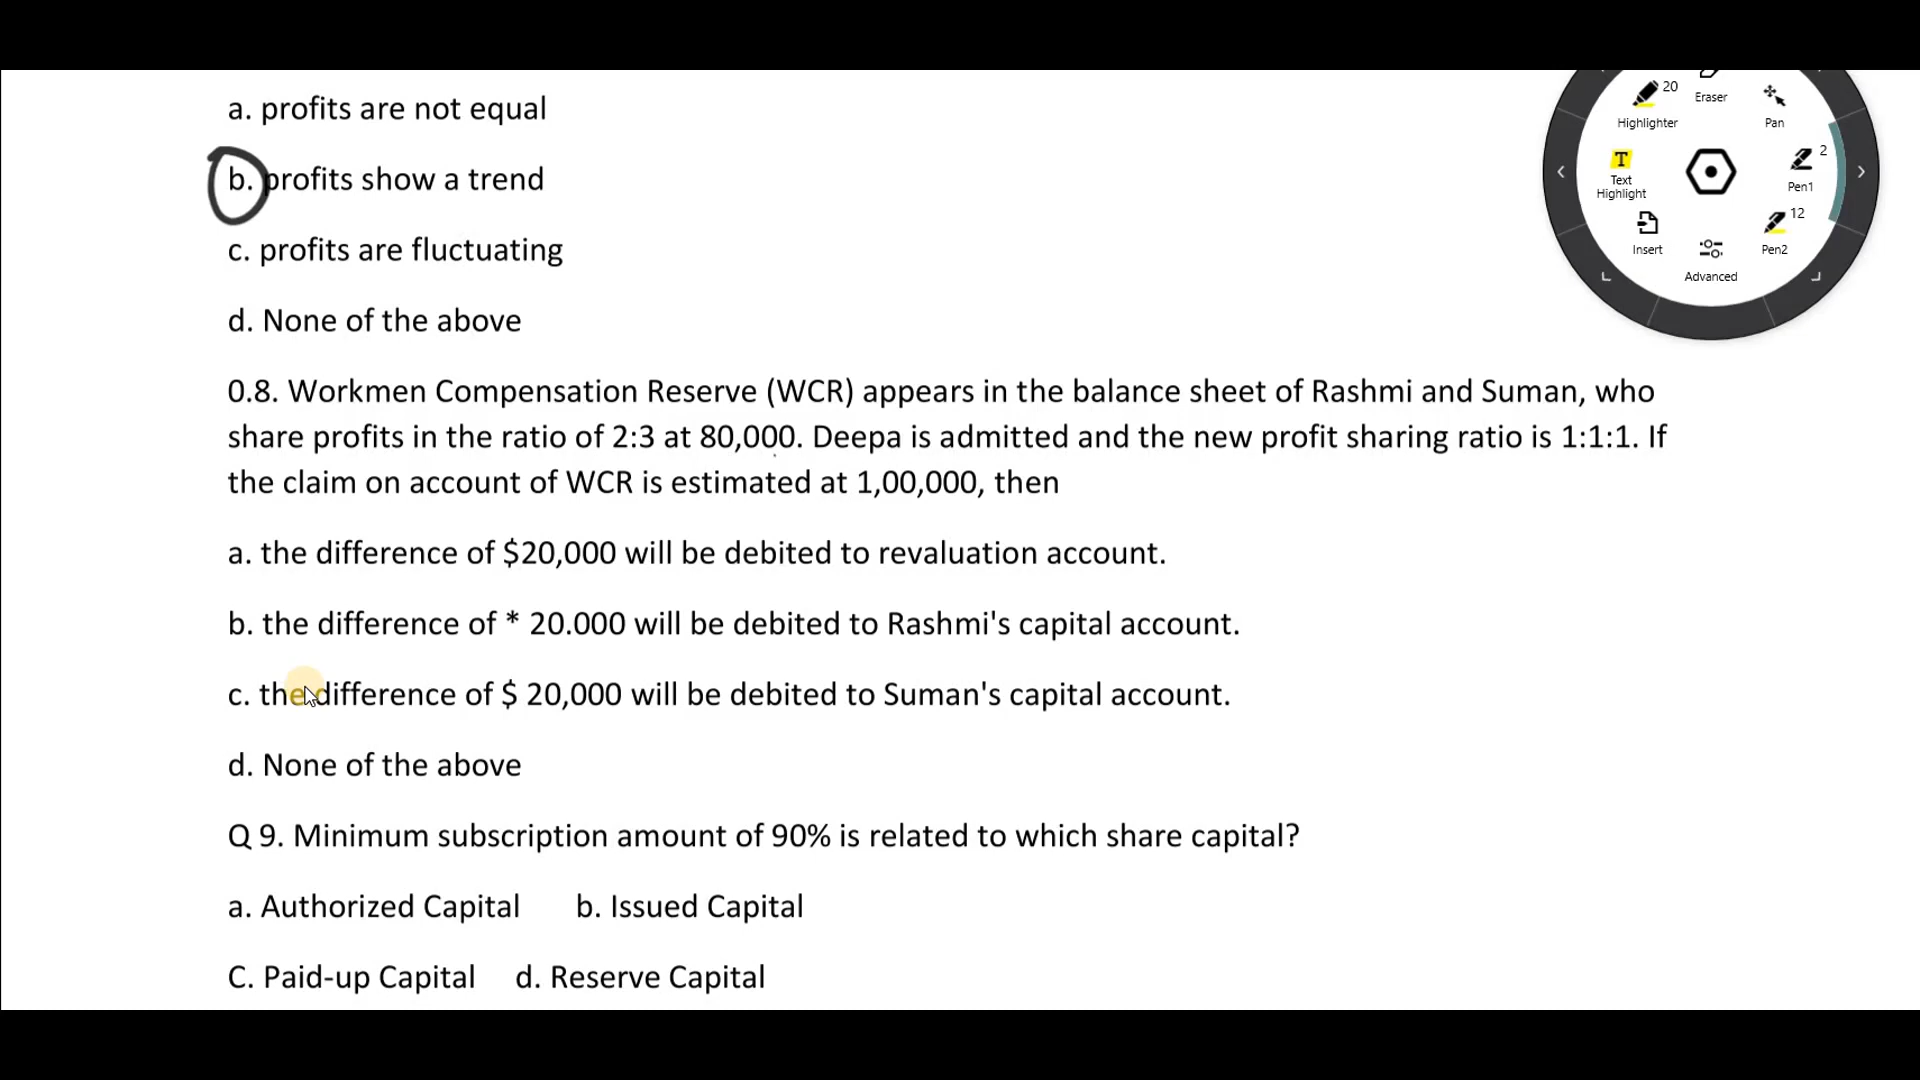 a. profits are not equal
b. profits show a trend
c. profits are fluctuating
d. None of the above
0.8. Workmen Compensation Reserve (WCR) appears in the balance sheet of Rashmi and Suman, who
share profits in the ratio of 2:3 at 80,000. Deepa is admitted and the new profit sharing ratio is 1:1:1. If
the claim on account of WCR is estimated at 1,00,000, then
a. the difference of $20,000 will be debited to revaluation account.
b. the difference of * 20.000 will be debited to Rashmi's capital account.
c. the difference of $ 20,000 will be debited to Suman's capital account.
d. None of the above
Q 9. Minimum subscription amount of 90% is related to which share capital?
a. Authorized Capital b. Issued Capital
C. Paid-up Capital d. Reserve Capital
20
Eraser
Highlighter
Pan
T
2
Text
Highlight
Pen1
12
Insert
Pen2
Advanced